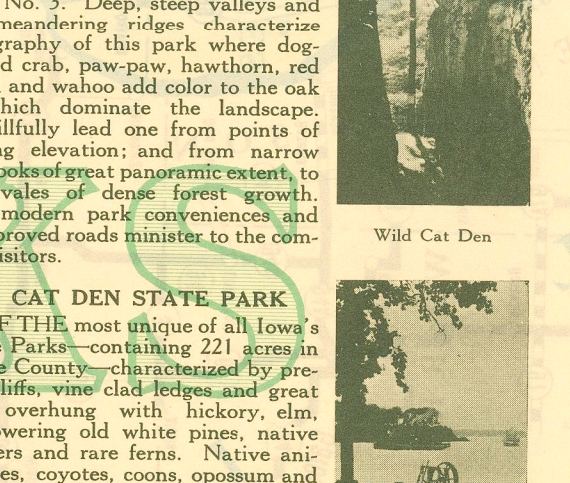 No. 3. Deep, steep valleys and
meandering ridges characterize
graphy of this park where dog-
d crab, paw-paw, hawthorn, red
, and wahoo add color to the oak
hich dominate the landscape.
illfully lead one from points of
ng elevation; and from narrow
ooks of great panoramic extent, to
vales of dense forest growth.
modern park conveniences and
proved roads minister to the com-
isitors.
CAT DEN STATE PARK
F THE most unique of all Iowa's
Parks—containing 221 acres in
e County—characterized by pre-
liffs, vine clad ledges and great
overhung with hickory, elm,
owering old white pines, native
ers and rare ferns. Native ani-
es, coyotes, coons, opossum and
Wild Cat Den
KS